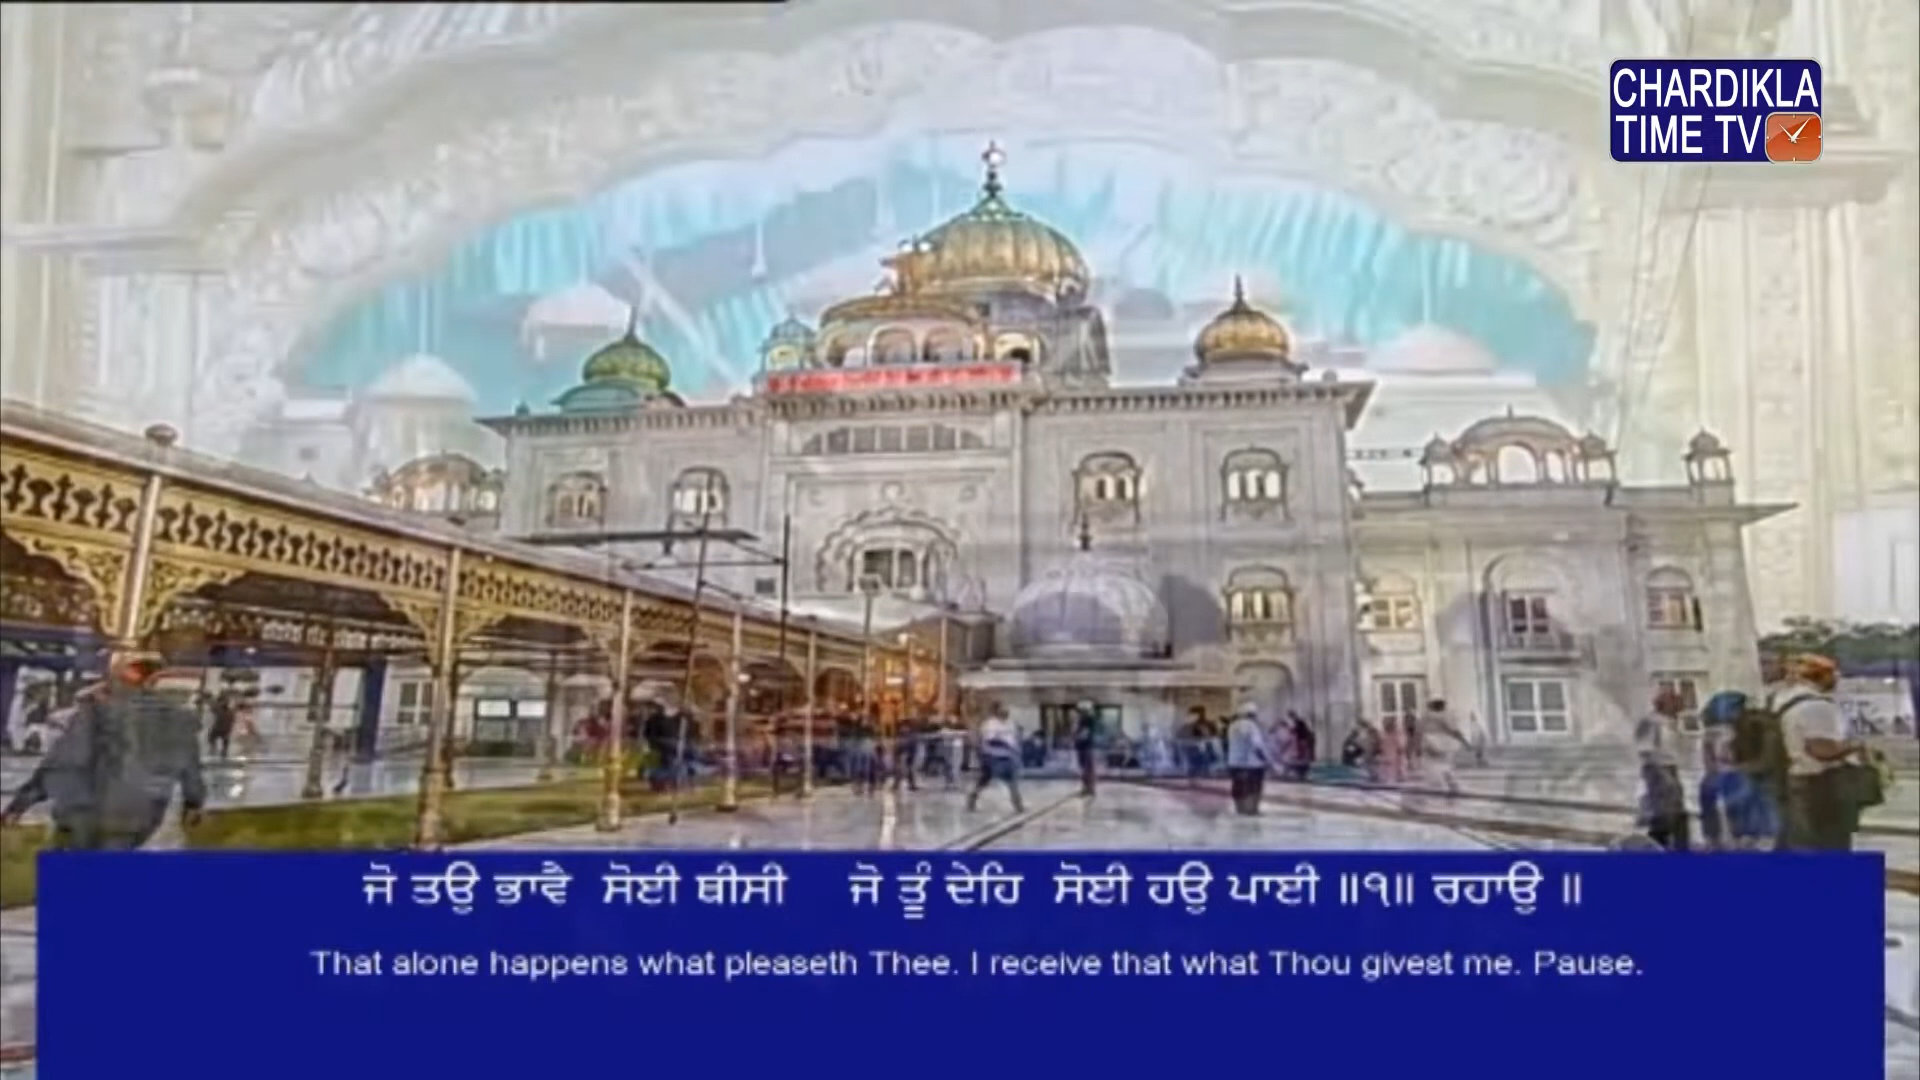 CHARDIKLA
TIME TV
ਜੋ ਤਉ ਭਾਵੈ ਸੋਈ ਥੀਸੀ ਜੋ ਤੂੰ ਦੇਹਿ ਸੋਈ ਹਉ ਪਾਈ ॥੧॥ ਰਹਾਉ ॥
That alone happens what pleaseth Thee. I receive that what Thou givest me. Pause.